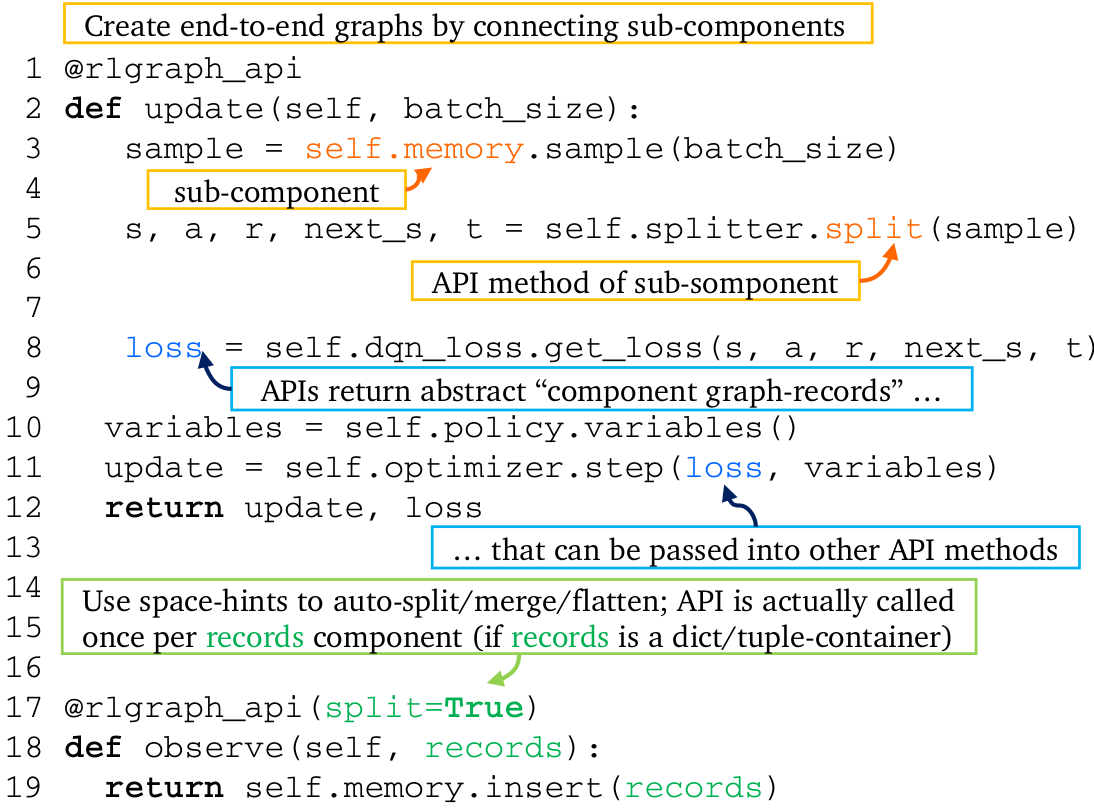 Create end-to-end graphs by connecting sub-components
1 @rlgraph_api
2 def update(self, batch_size):
3 sample = self.memory.sample(batch_size)
4 sub-component
5 s, a, r, next_s, t = self.splitter.split(sample)
6 API method of sub-somponent
7
8 loss = self.dqn_loss.get_loss(s, a, r, next_s, t)
9 APIs return abstract “component graph-records” …
10 variables = self.policy.variables()
11 update = self.optimizer.step(loss, variables)
12 return update, loss
13 … that can be passed into other API methods
14 Use space-hints to auto-split/merge/flatten; API is actually called
15 once per records component (if records is a dict/tuple-container)
16
17 @rlgraph_api(split=True)
18 def observe(self, records):
19 return self.memory.insert(records)